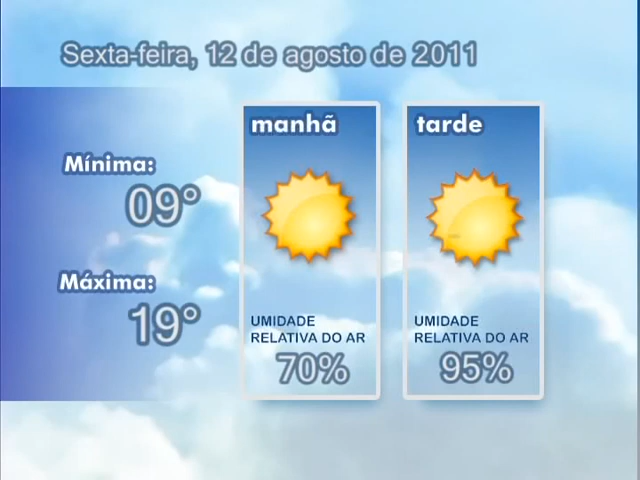 Sexta-feira, 12 de agosto de 2011
Mínima:
09°
Máxima:
19°
manhã
UMIDADE
RELATIVA DO AR
70%
tarde
UMIDADE
RELATIVA DO AR
95%